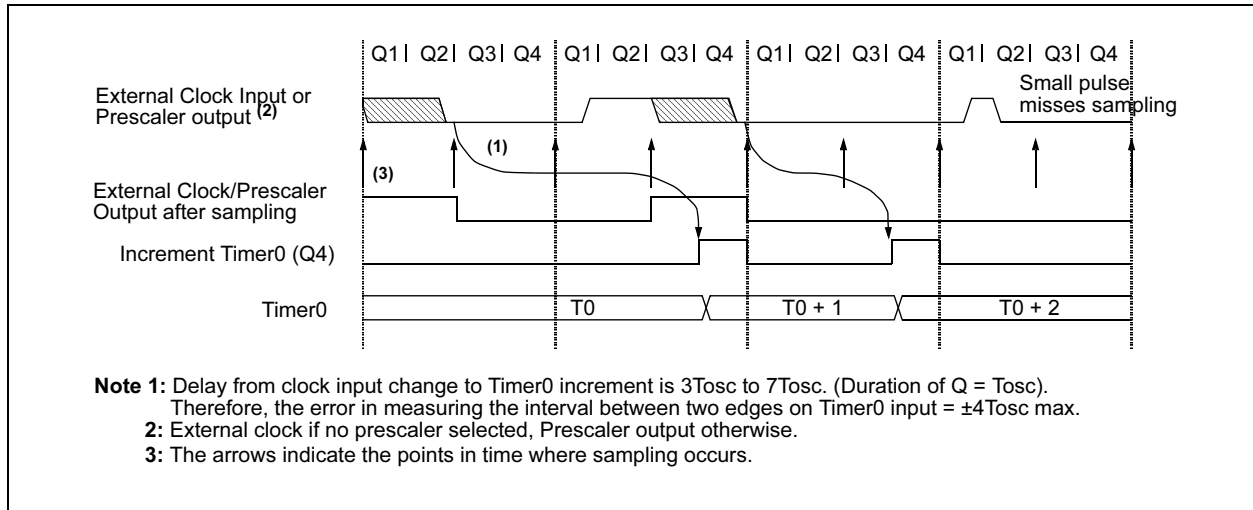 Q1| Q2| Q3| Q4 Q1| Q2| Q3| Q4 Q1| Q2| Q3| Q4 Q1| Q2| Q3| Q4
External Clock Input or
Prescaler output (2)
Small pulse
misses sampling
(1)
(3)
External Clock/Prescaler
Output after sampling
Increment Timer0 (Q4)
Timer0 T0 T0 + 1 T0 + 2
Note 1: Delay from clock input change to Timer0 increment is 3Tosc to 7Tosc. (Duration of Q = Tosc).
Therefore, the error in measuring the interval between two edges on Timer0 input = ±4Tosc max.
2: External clock if no prescaler selected, Prescaler output otherwise.
3: The arrows indicate the points in time where sampling occurs.